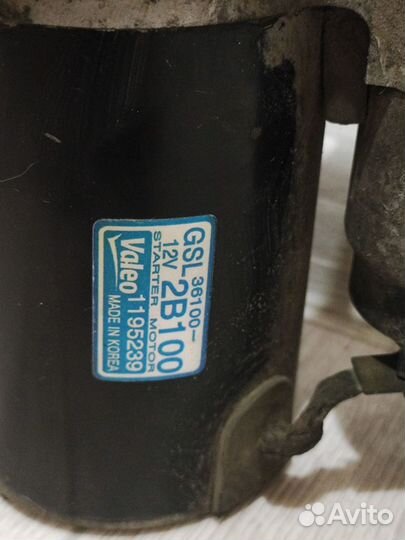 GSL 36100-
12V 2B100
STARTER MOTOR
Valeo 1195239
MADE IN KOREA
Avito